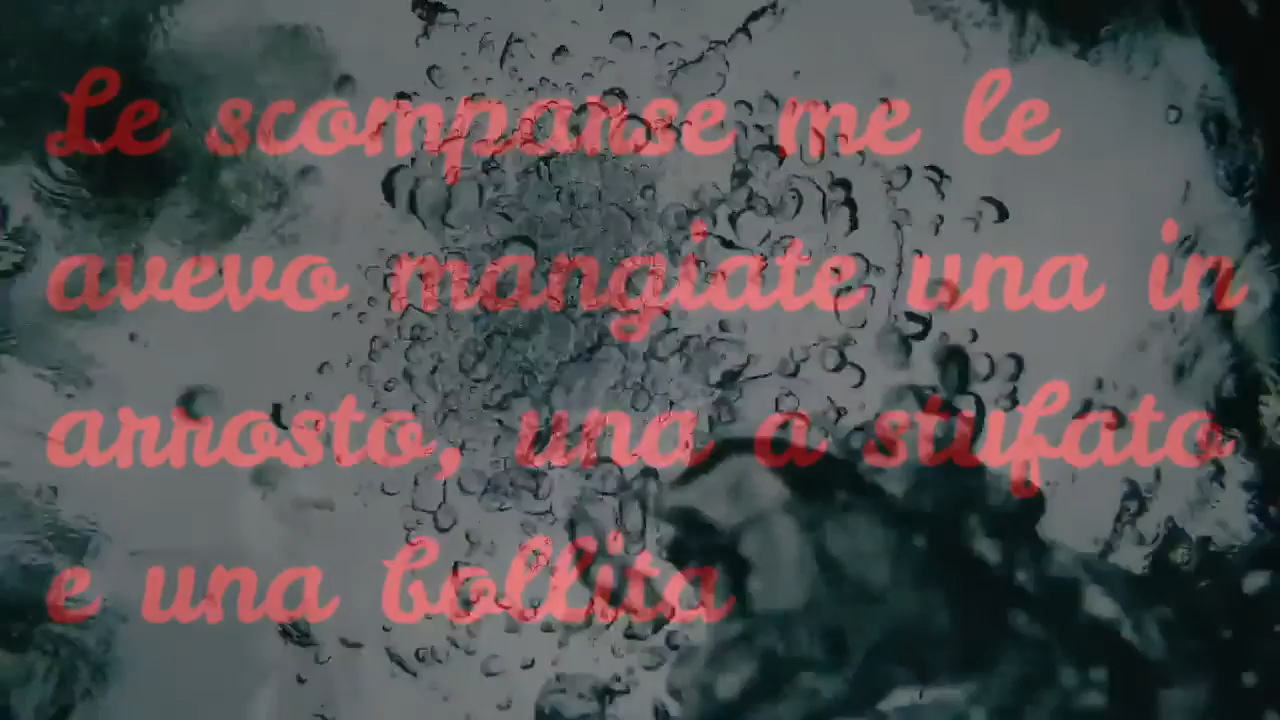 Le scomparse me le
avevo mangiate una in
arrosto, una a stufato
e una bollita